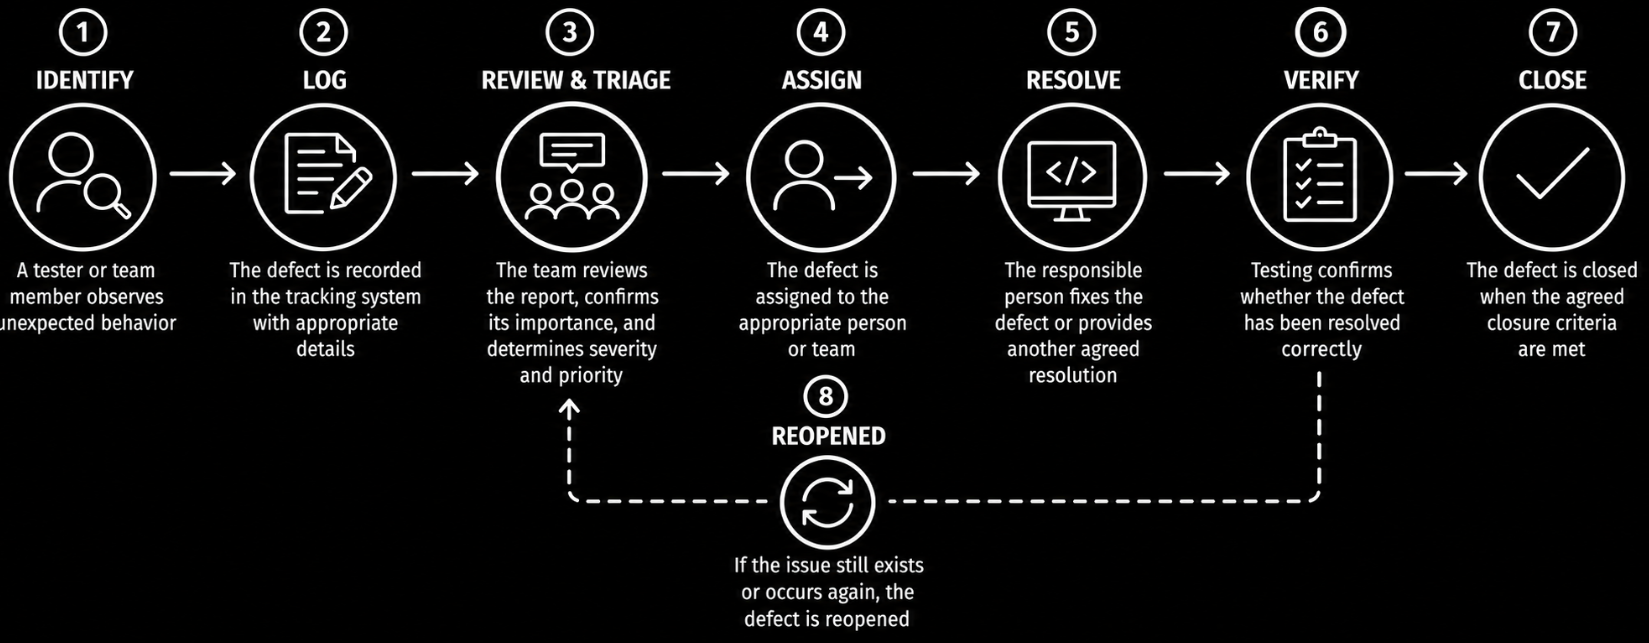 1
IDENTIFY
A tester or team
member observes
unexpected behavior
2
LOG
The defect is recorded
in the tracking system
with appropriate
details
3
REVIEW & TRIAGE
The team reviews
the report, confirms
its importance, and
determines severity
and priority
4
ASSIGN
The defect is
assigned to the
appropriate person
or team
5
RESOLVE
</>
The responsible
person fixes the
defect or provides
another agreed
resolution
6
VERIFY
Testing confirms
whether the defect
has been resolved
correctly
7
CLOSE
The defect is closed
when the agreed
closure criteria
are met
8
REOPENED
If the issue still exists
or occurs again, the
defect is reopened